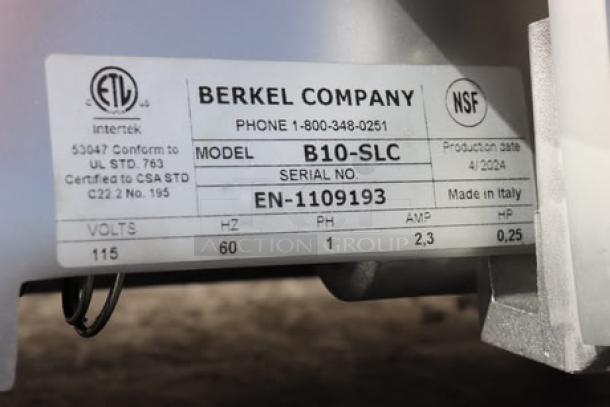 ETL
C US
Intertek
53047 Conform to
UL STD. 763
Certified to CSA STD
C22.2 No. 195
BERKEL COMPANY
PHONE 1-800-348-0251
MODEL B10-SLC
SERIAL NO.
EN-1109193
NSF
Production date
4/2024
Made in Italy
VOLTS HZ PH AMP HP
115 60 1 2,3 0,25
AUCTION GROUP